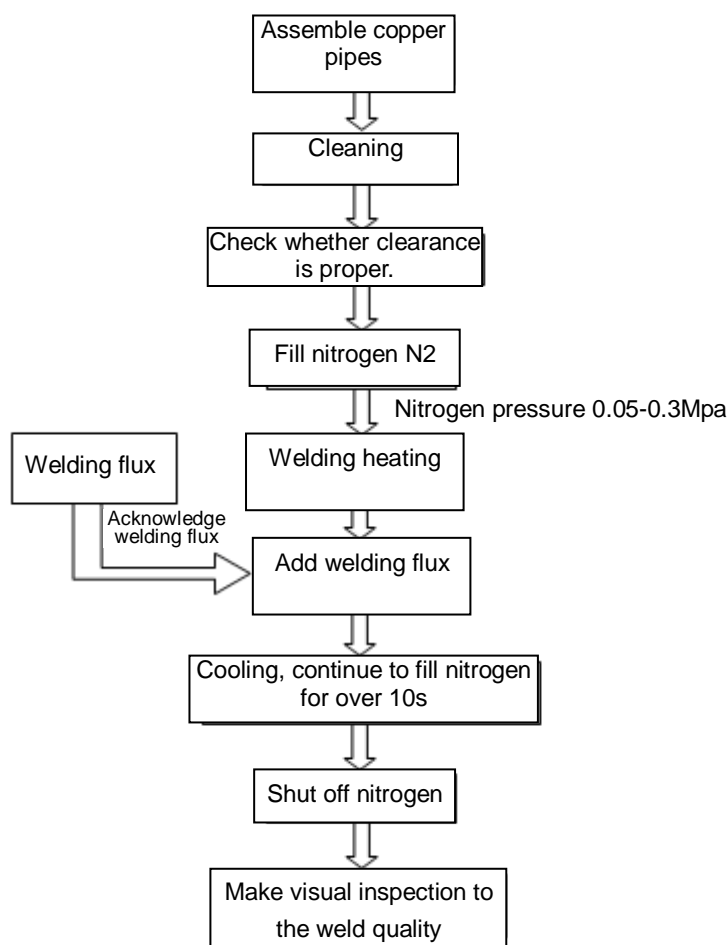 Assemble copper
pipes
Cleaning
Check whether clearance
is proper.
Fill nitrogen N2
Nitrogen pressure 0.05-0.3Mpa
Welding flux
Welding heating
Acknowledge
welding flux
Add welding flux
Cooling, continue to fill nitrogen
for over 10s
Shut off nitrogen
Make visual inspection to
the weld quality